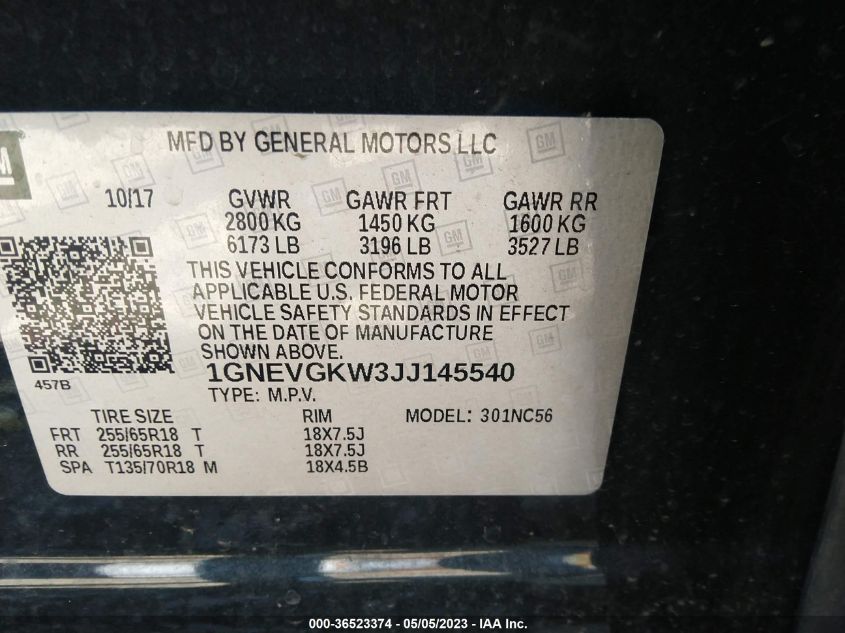 GM
MFD BY GENERAL MOTORS LLC
10/17 GVWR GAWR FRT GAWR RR
2800 KG 1450 KG 1600 KG
6173 LB 3196 LB 3527 LB
THIS VEHICLE CONFORMS TO ALL
APPLICABLE U.S. FEDERAL MOTOR
VEHICLE SAFETY STANDARDS IN EFFECT
ON THE DATE OF MANUFACTURE
SHOWN ABOVE.
457B
1GNEVGKW3JJ145540
TYPE: M.P.V.
TIRE SIZE RIM MODEL: 301NC56
FRT 255/65R18 T 18X7.5J
RR 255/65R18 T 18X7.5J
SPA T135/70R18 M 18X4.5B
000-36523374 - 05/05/2023 - IAA Inc.